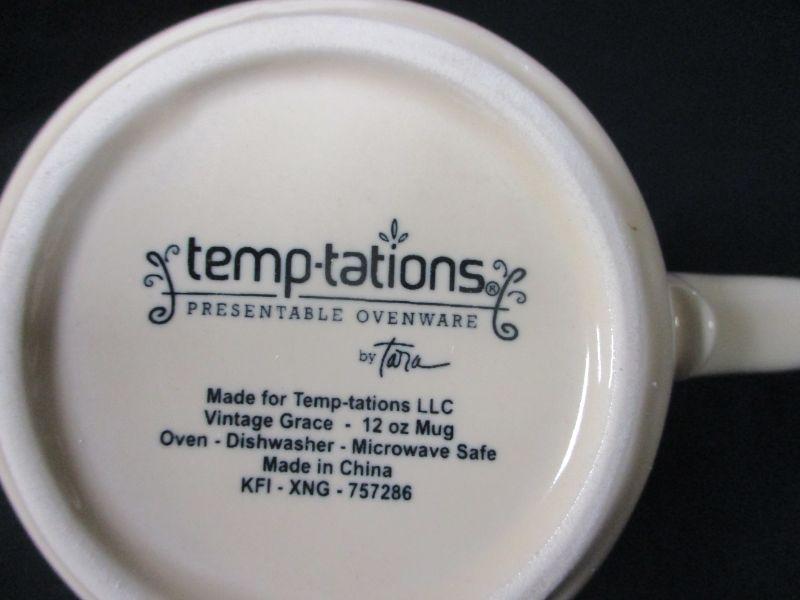 temp-tations®
PRESENTABLE OVENWARE
by Tara
Made for Temp-tations LLC
Vintage Grace - 12 oz Mug
Oven - Dishwasher - Microwave Safe
Made in China
KFI - XNG - 757286